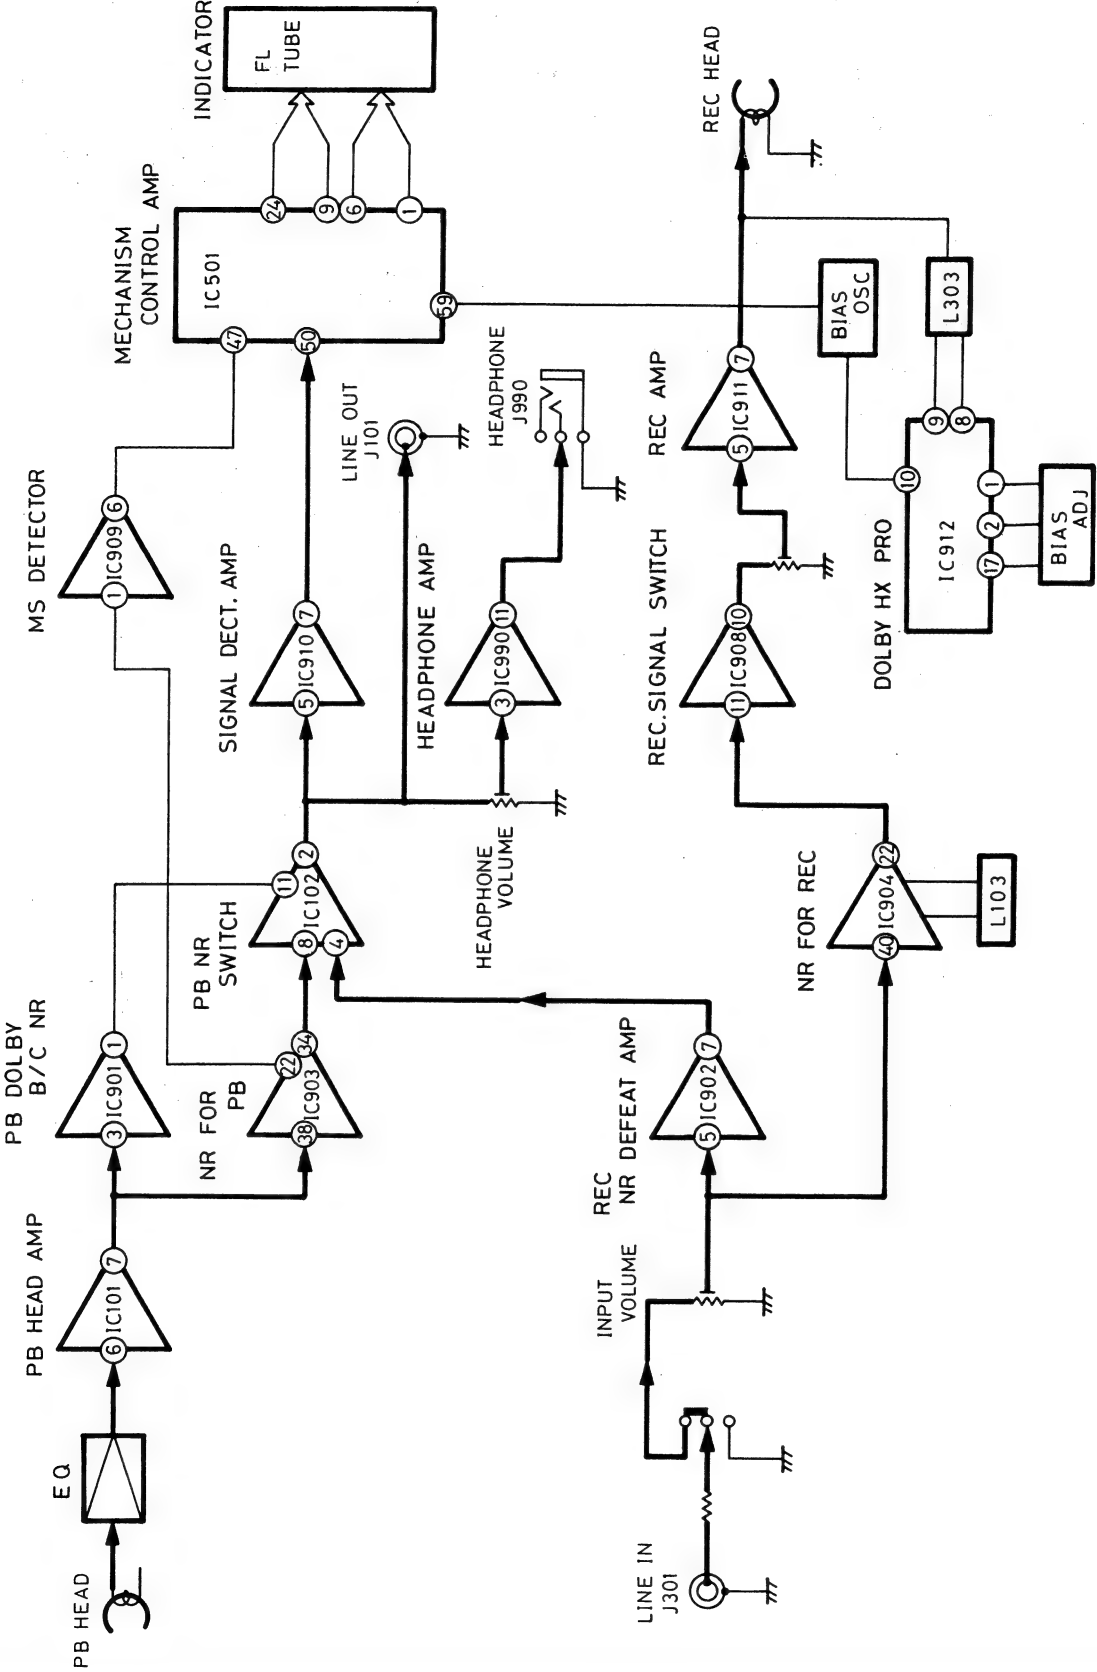 PB HEAD
EQ
PB HEAD AMP
6
IC101
7
PB DOLBY
B/C NR
3
IC901
1
NR FOR
PB
38
IC903
22
34
PB NR
SWITCH
8
4
IC102
11
2
MS DETECTOR
1
IC909
6
SIGNAL DECT. AMP
5
IC910
7
MECHANISM
CONTROL AMP
IC501
47
50
59
24
9
6
1
INDICATOR
FL
TUBE
LINE OUT
J101
HEADPHONE
VOLUME
HEADPHONE AMP
3
IC990
11
HEADPHONE
J990
LINE IN
J301
INPUT
VOLUME
REC
NR DEFEAT AMP
5
IC902
7
NR FOR REC
40
IC904
22
L103
REC.SIGNAL SWITCH
11
IC908
10
REC AMP
5
IC911
7
REC HEAD
DOLBY HX PRO
IC912
10
9
8
17
2
1
BIAS
ADJ
BIAS
OSC
L303